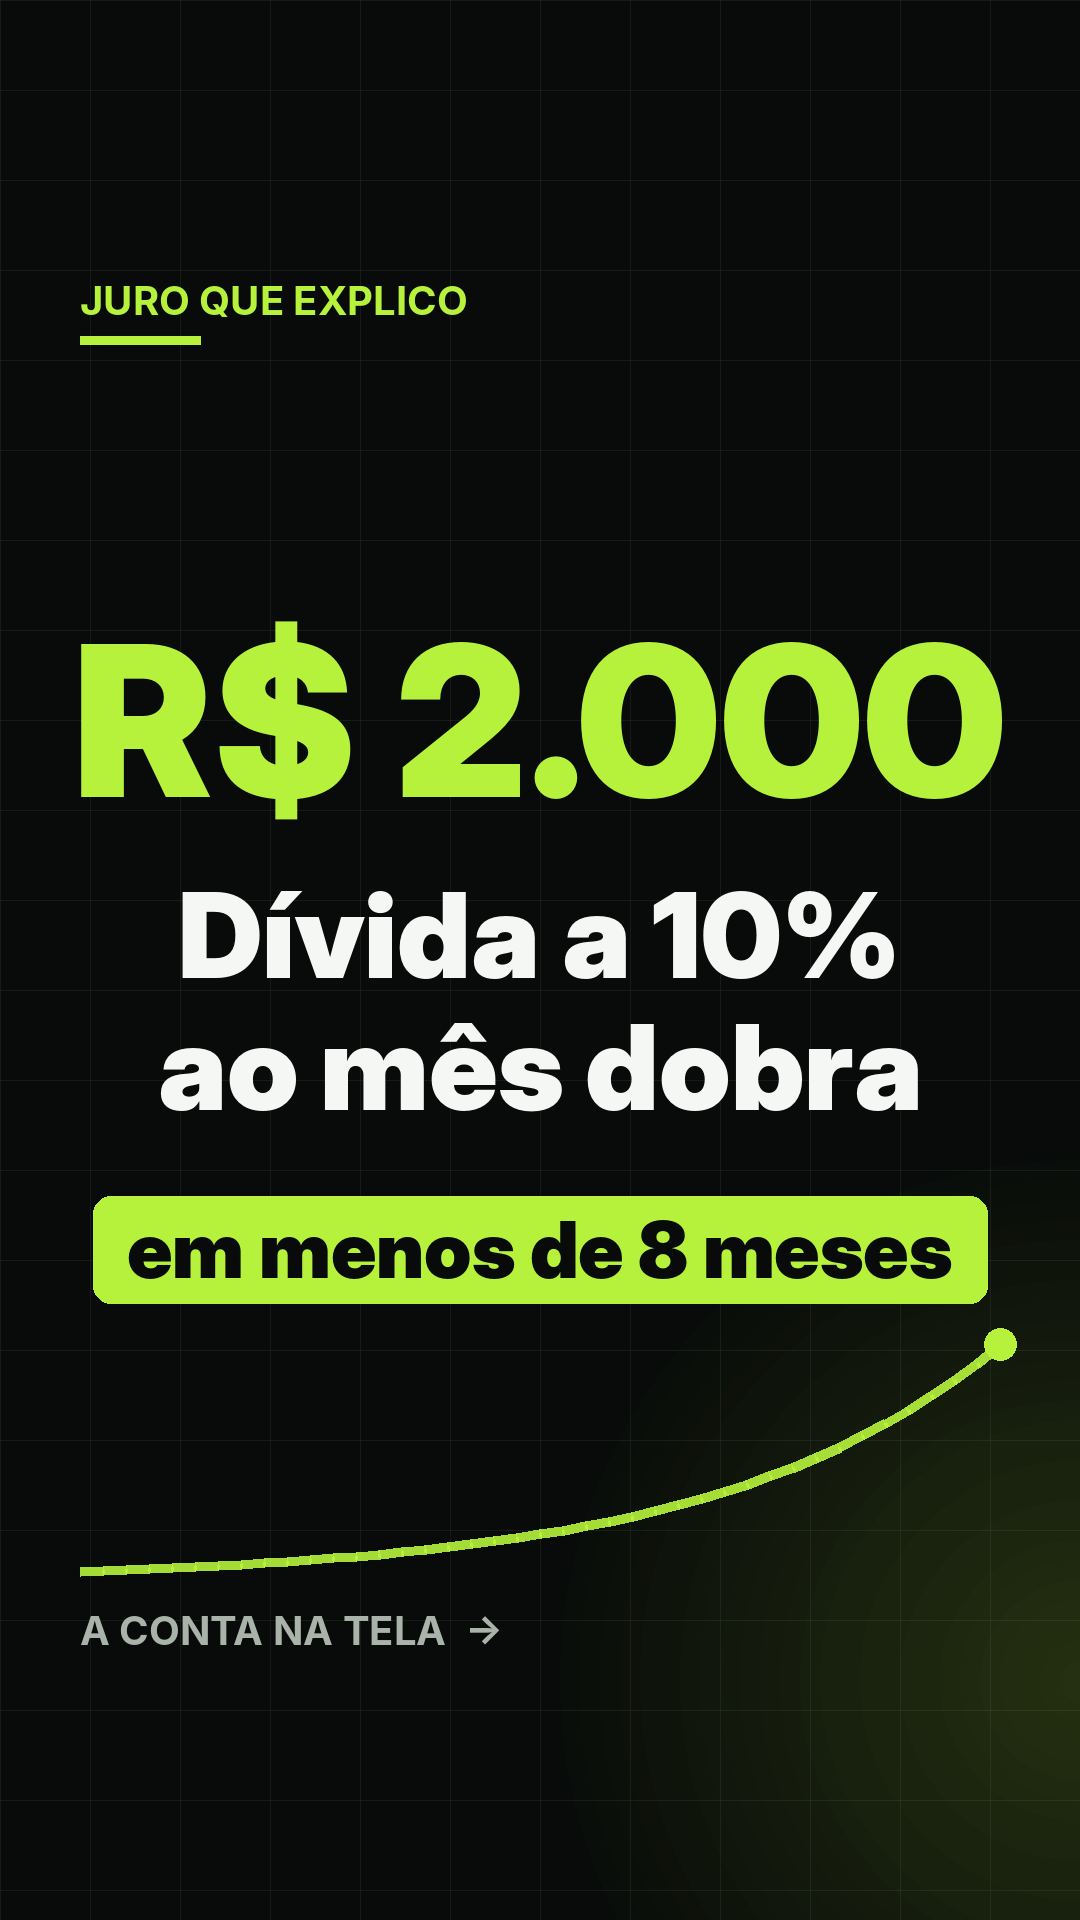 JURO QUE EXPLICO
R$ 2.000
Dívida a 10%
ao mês dobra
em menos de 8 meses
A CONTA NA TELA →